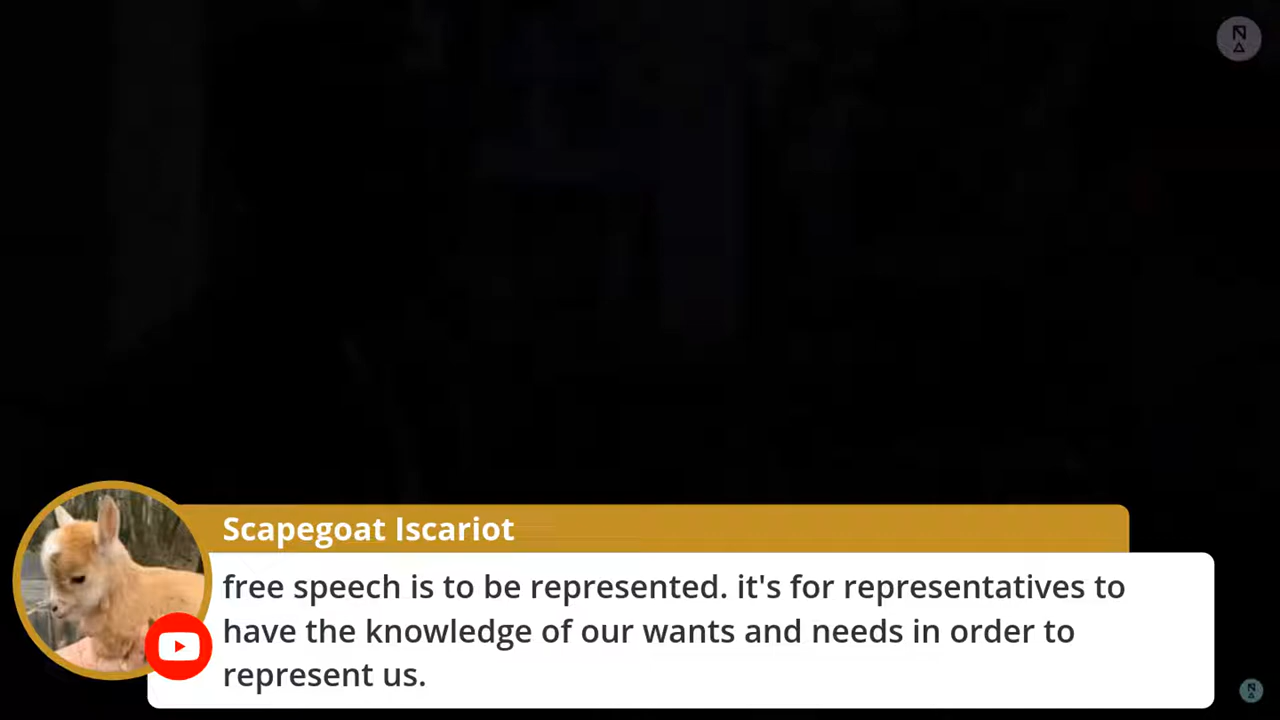 Scapegoat Iscariot
free speech is to be represented. it's for representatives to
have the knowledge of our wants and needs in order to
represent us.